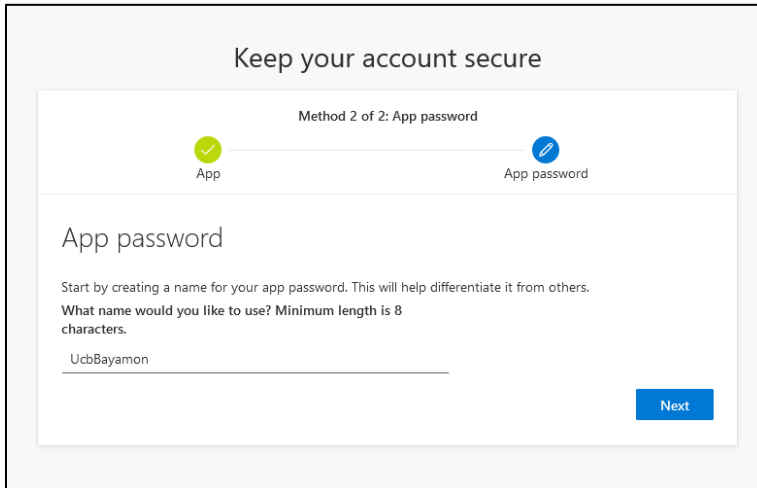 Keep your account secure
Method 2 of 2: App password
App
App password
App password
Start by creating a name for your app password. This will help differentiate it from others.
What name would you like to use? Minimum length is 8
characters.
UcbBayamon
Next